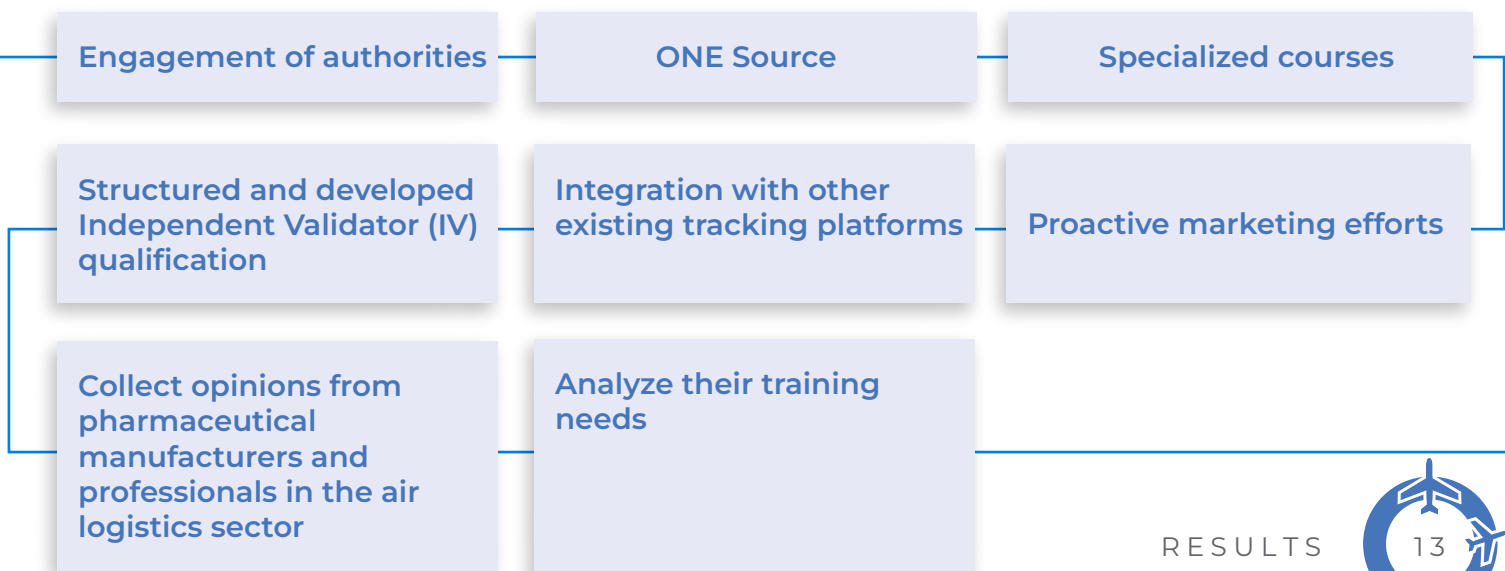 Engagement of authorities
ONE Source
Specialized courses
Structured and developed
Independent Validator (IV)
qualification
Integration with other
existing tracking platforms
Proactive marketing efforts
Collect opinions from
pharmaceutical
manufacturers and
professionals in the air
logistics sector
Analyze their training
needs
RESULTS
13